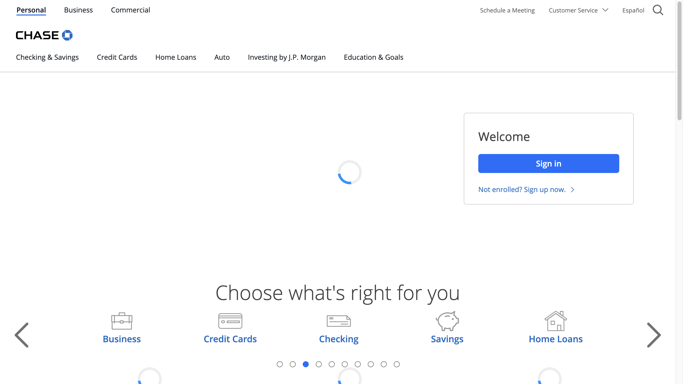 Personal Business Commercial Schedule a Meeting Customer Service Español
CHASE
Checking & Savings Credit Cards Home Loans Auto Investing by J.P. Morgan Education & Goals
Welcome
Sign in
Not enrolled? Sign up now.
Choose what's right for you
Business Credit Cards Checking Savings Home Loans